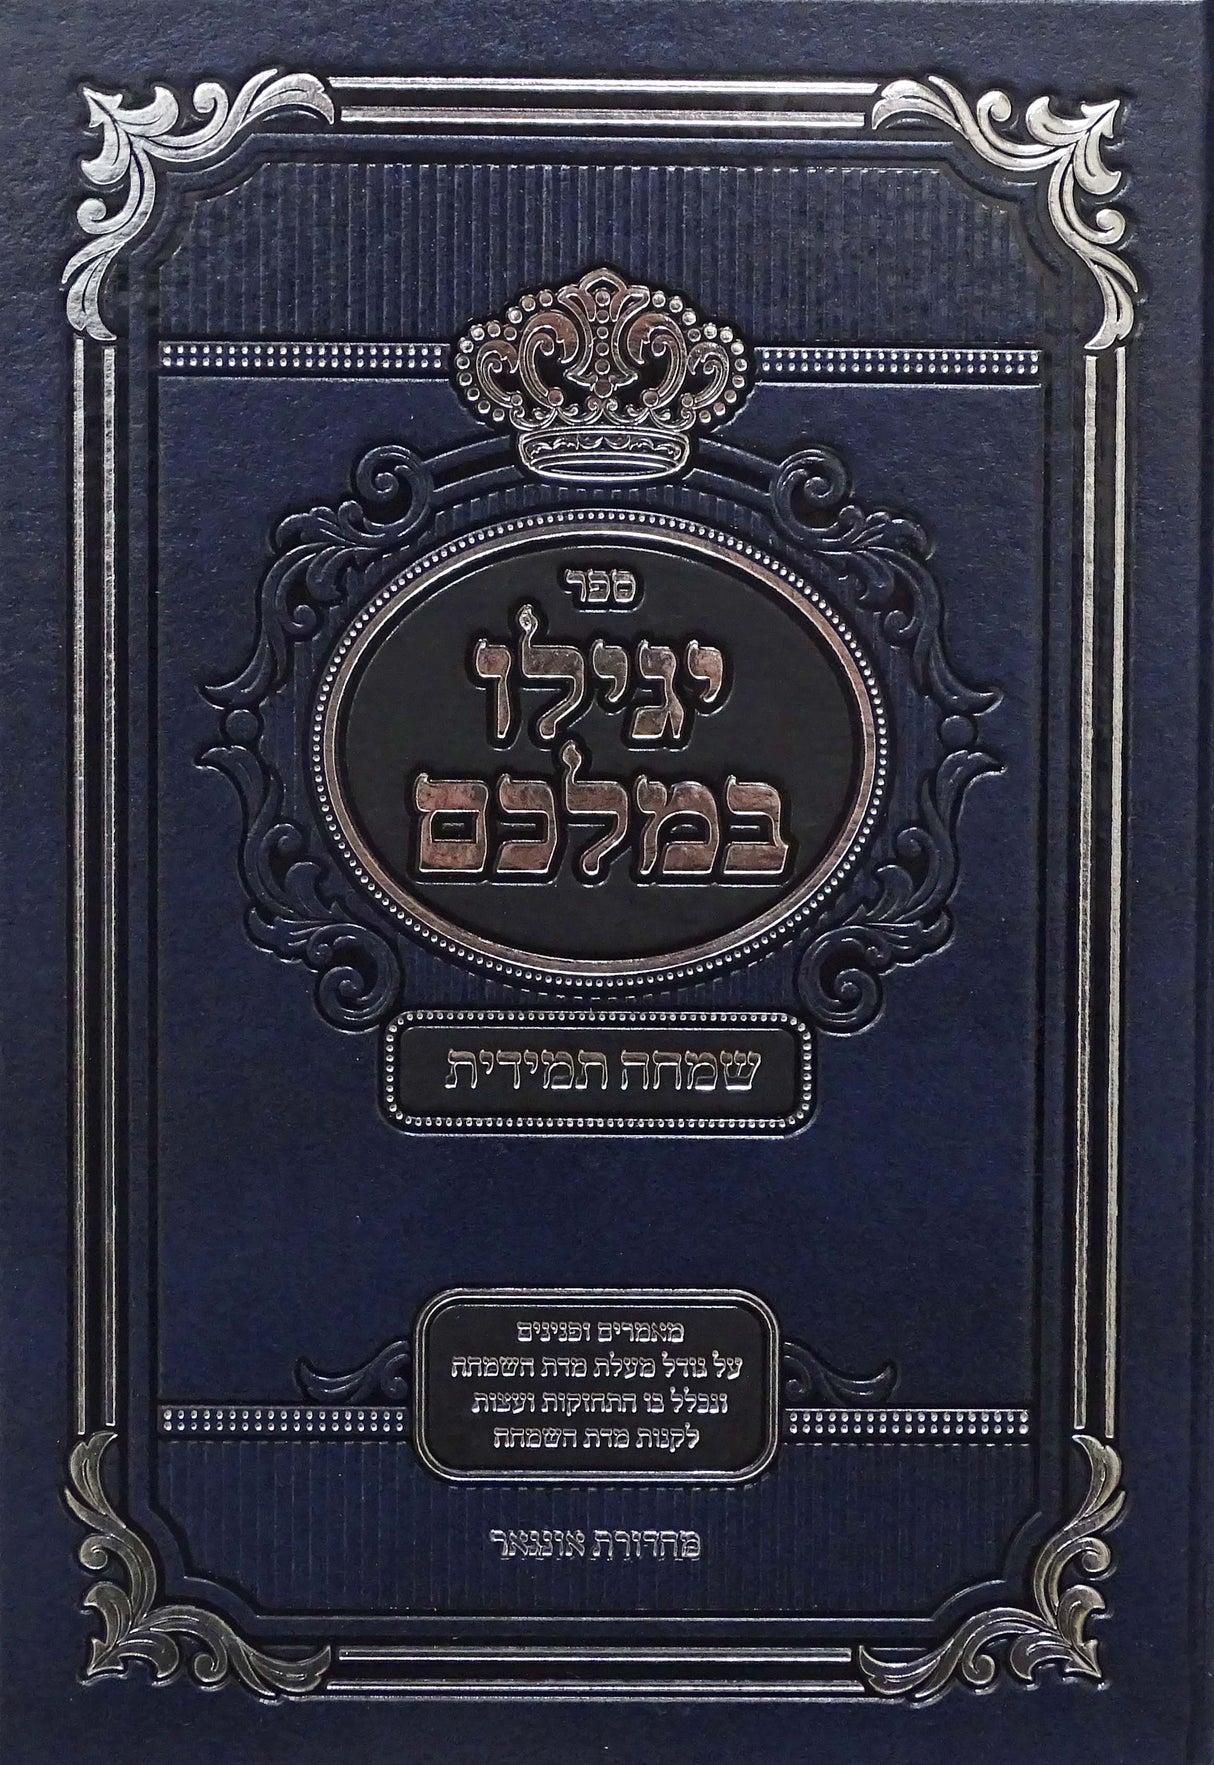 ספר
יגילו
במלכם
שמחה תמידית
מאמרים ופנינים
על גודל מעלת מדת השמחה
ונכלל בו התחזקות ועצות
לקנות מדת השמחה
מהדורת אונגאר